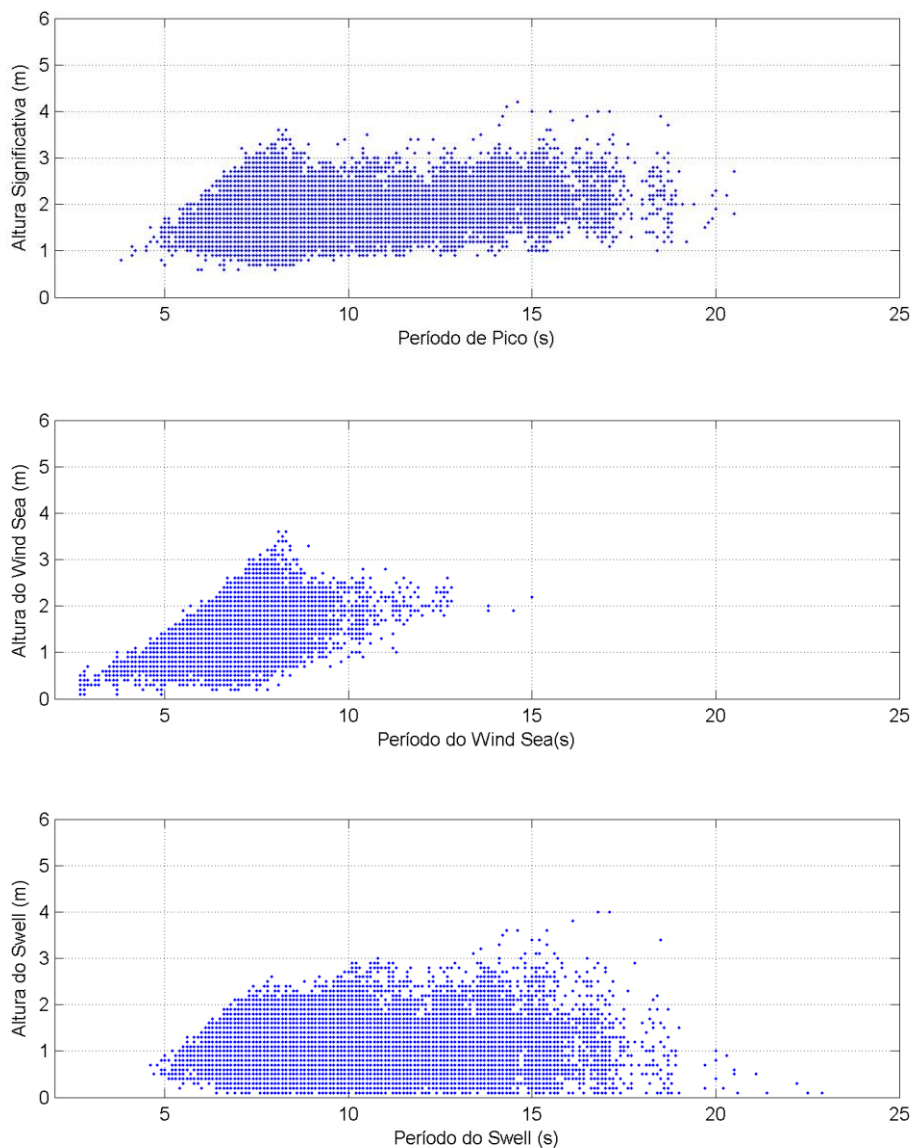 6
5
4
3
2
1
0
Altura Significativa (m)
5 10 15 20 25
Período de Pico (s)
6
5
4
3
2
1
0
Altura do Wind Sea (m)
5 10 15 20 25
Período do Wind Sea(s)
6
5
4
3
2
1
0
Altura do Swell (m)
5 10 15 20 25
Período do Swell (s)